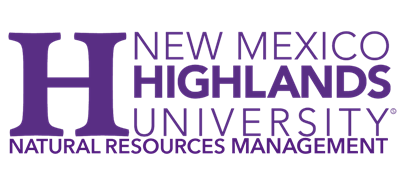 H
NEW MEXICO
HIGHLANDS
UNIVERSITY©
NATURAL RESOURCES MANAGEMENT